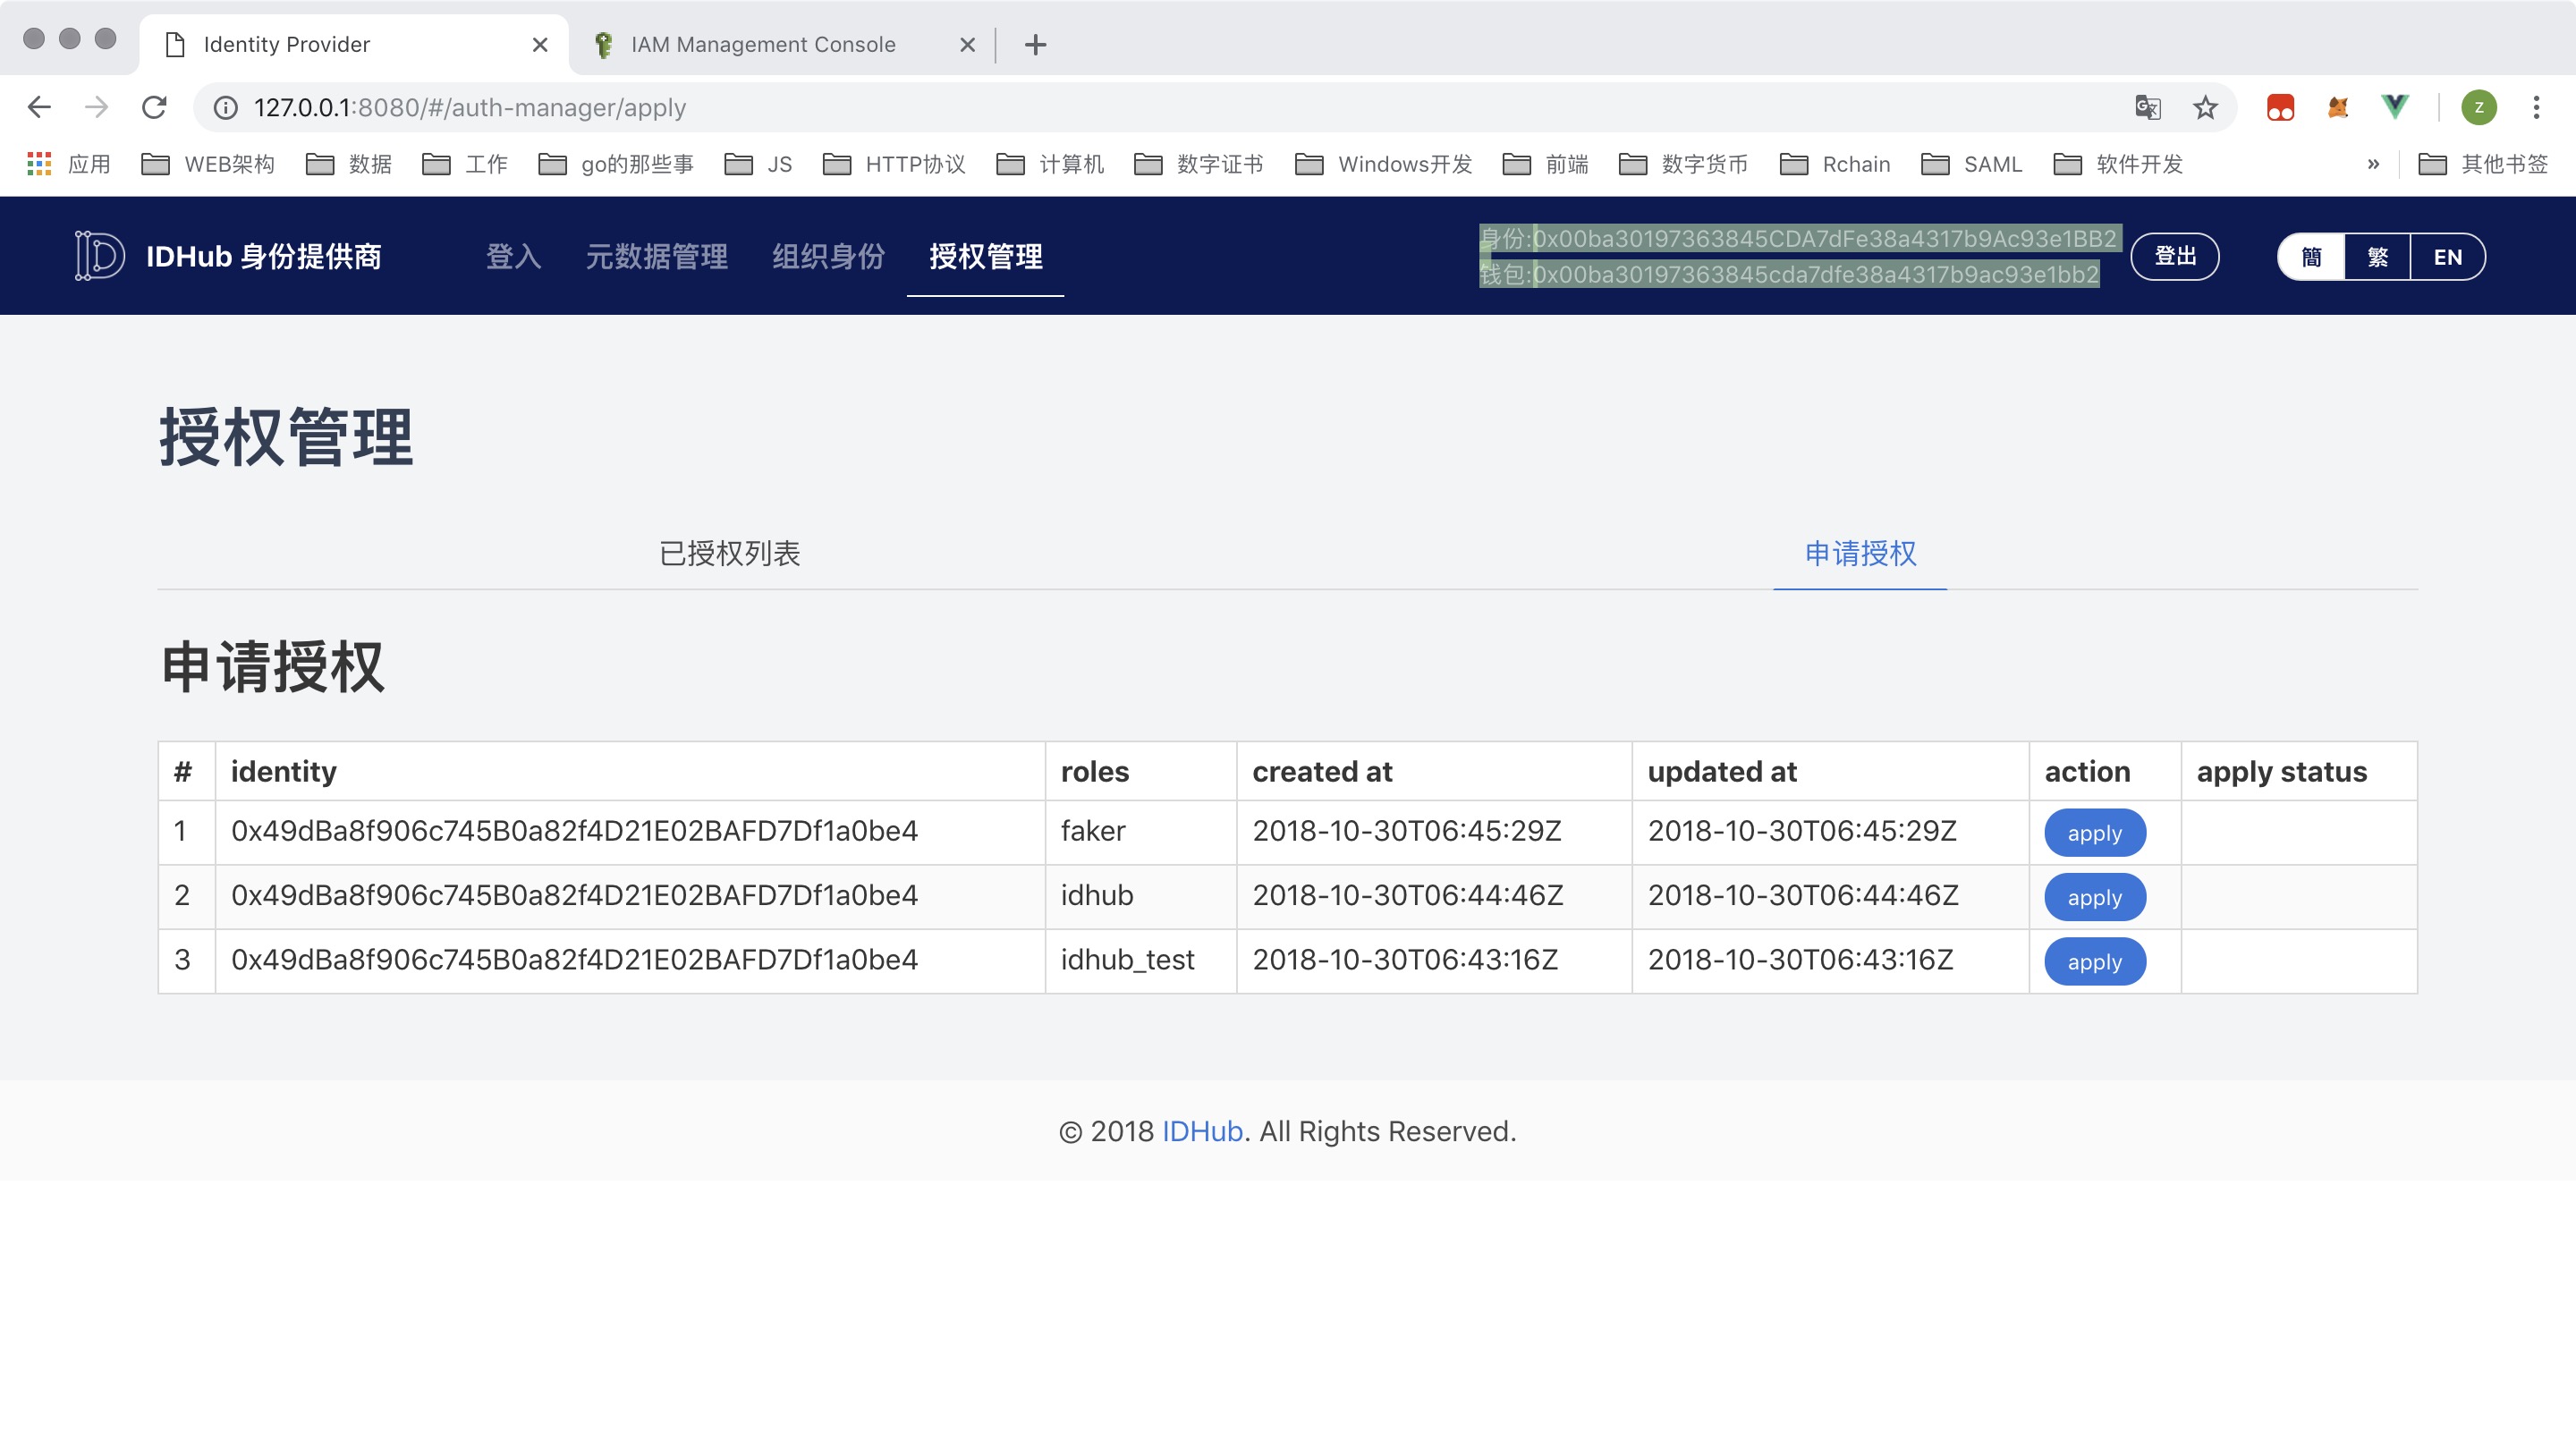 Identity Provider
IAM Management Console
127.0.0.1:8080/#/auth-manager/apply
Z
应用 WEB架构 数据 工作 go的那些事 JS HTTP协议 计算机 数字证书 Windows开发 前端 数字货币 Rchain SAML 软件开发 » 其他书签
IDHub 身份提供商 登入 元数据管理 组织身份 授权管理
身份:0x00ba30197363845CDA7dFe38a4317b9Ac93e1BB2
钱包:0x00ba30197363845cda7dfe38a4317b9ac93e1bb2
登出 簡 繁 EN
授权管理
已授权列表 申请授权
申请授权
# identity roles created at updated at action apply status
1 0x49dBa8f906c745B0a82f4D21E02BAFD7Df1a0be4 faker 2018-10-30T06:45:29Z 2018-10-30T06:45:29Z apply
2 0x49dBa8f906c745B0a82f4D21E02BAFD7Df1a0be4 idhub 2018-10-30T06:44:46Z 2018-10-30T06:44:46Z apply
3 0x49dBa8f906c745B0a82f4D21E02BAFD7Df1a0be4 idhub_test 2018-10-30T06:43:16Z 2018-10-30T06:43:16Z apply
© 2018 IDHub. All Rights Reserved.